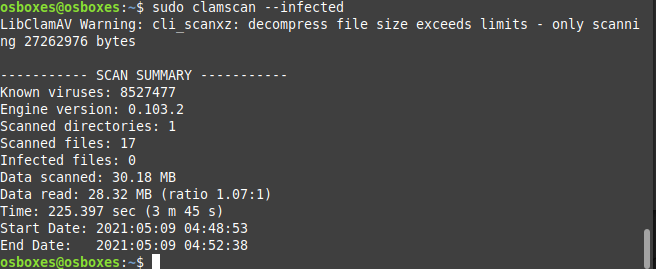 osboxes@osboxes:~$ sudo clamscan --infected
LibClamAV Warning: cli_scanxz: decompress file size exceeds limits - only scanni
ng 27262976 bytes
----------- SCAN SUMMARY -----------
Known viruses: 8527477
Engine version: 0.103.2
Scanned directories: 1
Scanned files: 17
Infected files: 0
Data scanned: 30.18 MB
Data read: 28.32 MB (ratio 1.07:1)
Time: 225.397 sec (3 m 45 s)
Start Date: 2021:05:09 04:48:53
End Date:   2021:05:09 04:52:38
osboxes@osboxes:~$